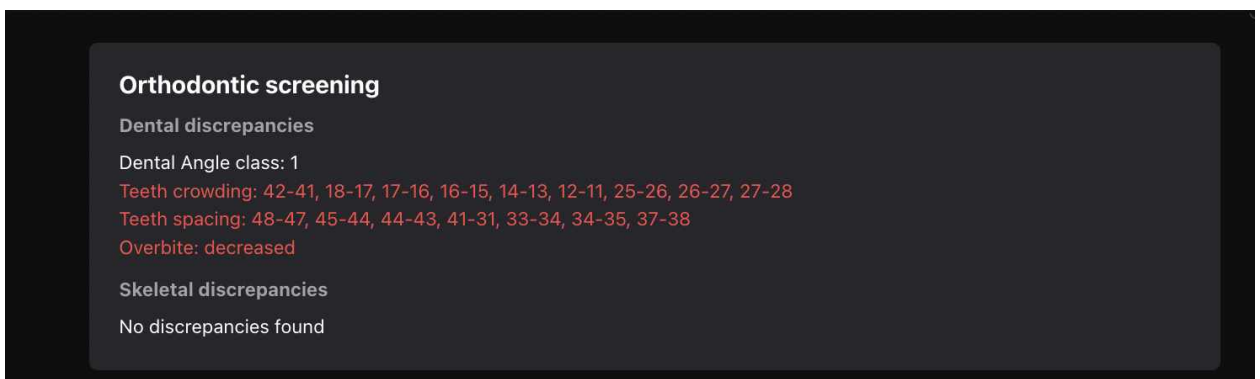 Orthodontic screening
Dental discrepancies
Dental Angle class: 1
Teeth crowding: 42-41, 18-17, 17-16, 16-15, 14-13, 12-11, 25-26, 26-27, 27-28
Teeth spacing: 48-47, 45-44, 44-43, 41-31, 33-34, 34-35, 37-38
Overbite: decreased
Skeletal discrepancies
No discrepancies found